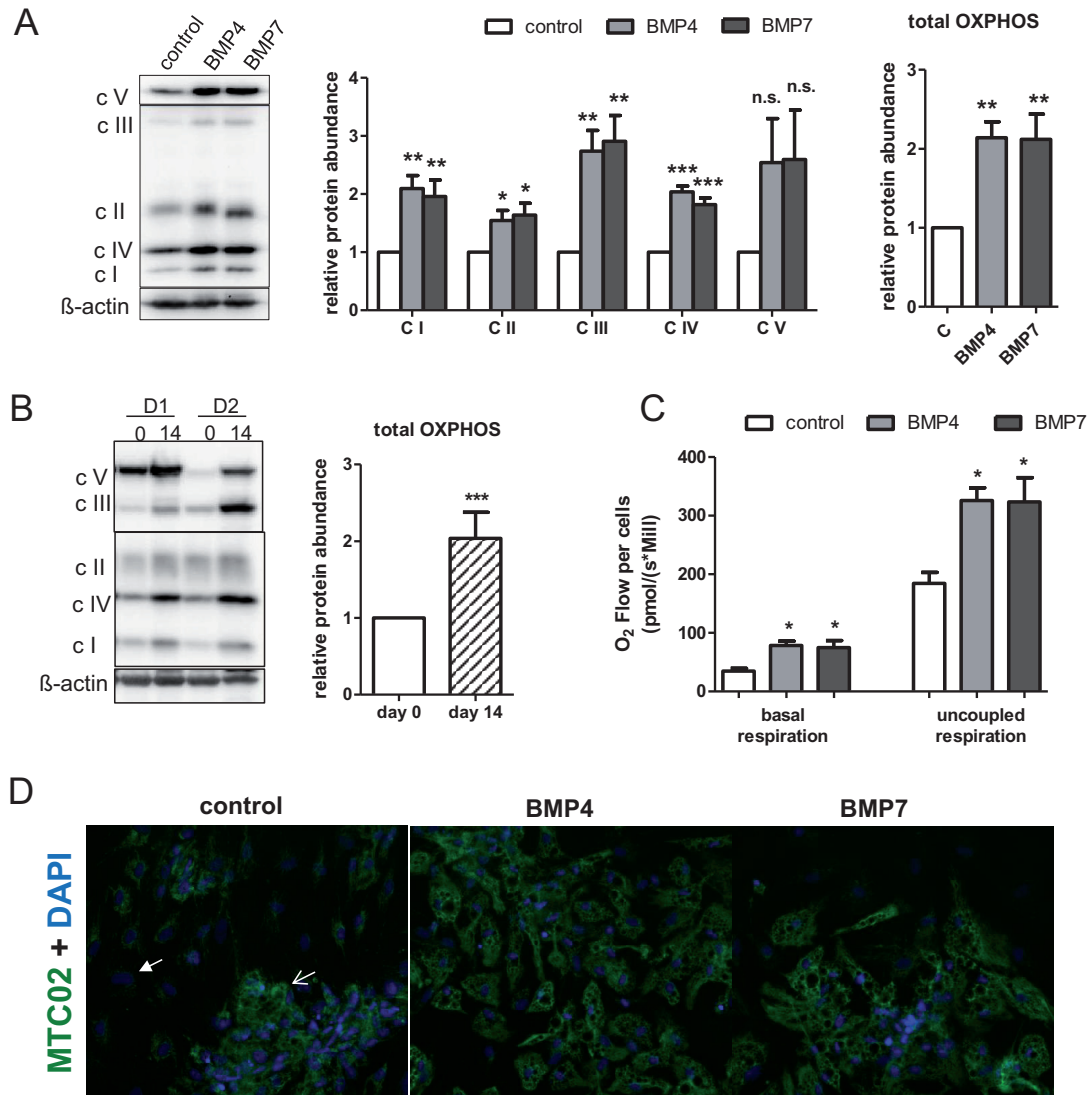 A
control
BMP4
BMP7
c V
c III
c II
c IV
c I
ß-actin
control BMP4 BMP7
relative protein abundance
4
3
2
1
0
** **
* *
** **
*** ***
n.s. n.s.
C I C II C III C IV C V
total OXPHOS
relative protein abundance
3
2
1
0
** **
C BMP4 BMP7
B
D1 D2
0 14 0 14
c V
c III
c II
c IV
c I
ß-actin
total OXPHOS
relative protein abundance
3
2
1
0
***
day 0 day 14
C
control BMP4 BMP7
O2 Flow per cells
(pmol/(s*Mill)
400
300
200
100
0
* *
* *
basal respiration
uncoupled respiration
D
control BMP4 BMP7
MTC02 + DAPI